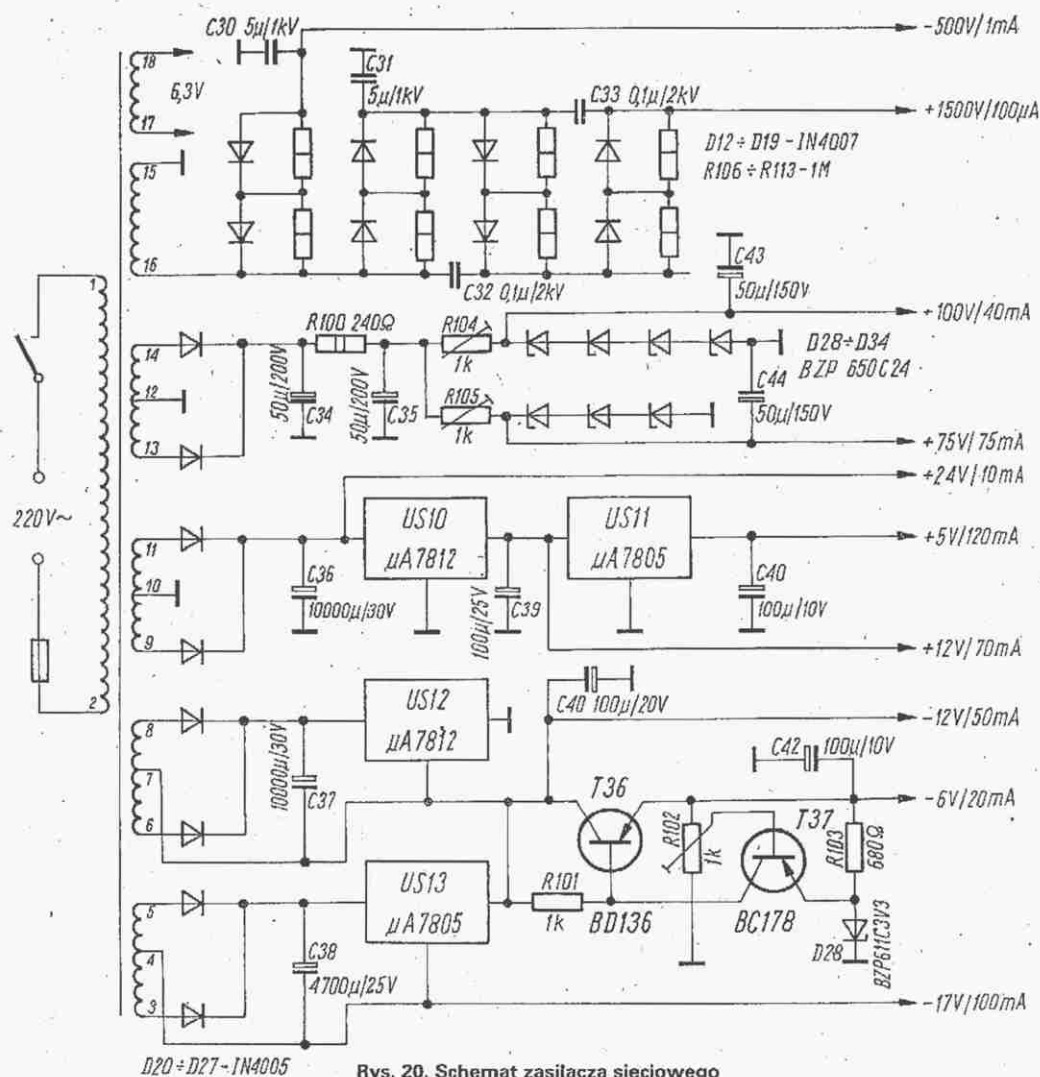 C30 5µ/1kV
-500V/1mA
18
6,3V
17
C31
5µ/1kV
C33 0,1µ/2kV
+1500V/100µA
D12 ÷ D19 - IN4007
R106 ÷ R113 - 1M
15
16
C32 0,1µ/2kV
C43
50µ/150V
1
2
220V~
R100 240Ω
R104
1k
+100V/40mA
14
12
13
50µ/200V
C34
50µ/200V
C35
R105
1k
D28÷D34
BZP 650C24
C44
50µ/150V
+75V/75mA
+24V/10mA
11
10
9
C36
10000µ/30V
US10
µA7812
100µ/25V
C39
US11
µA7805
+5V/120mA
C40
100µ/10V
+12V/70mA
8
7
6
10000µ/30V
C37
US12
µA7812
C40 100µ/20V
-12V/50mA
C42
100µ/10V
T36
-6V/20mA
R102
1k
T37
R103
680Ω
5
4
3
C38
4700µ/25V
US13
µA7805
R101
1k
BD136
BC178
D28
BZP611C3V3
-17V/100mA
D20 ÷ D27 - IN4005
Rys. 20. Schemat zasilacza sieciowego